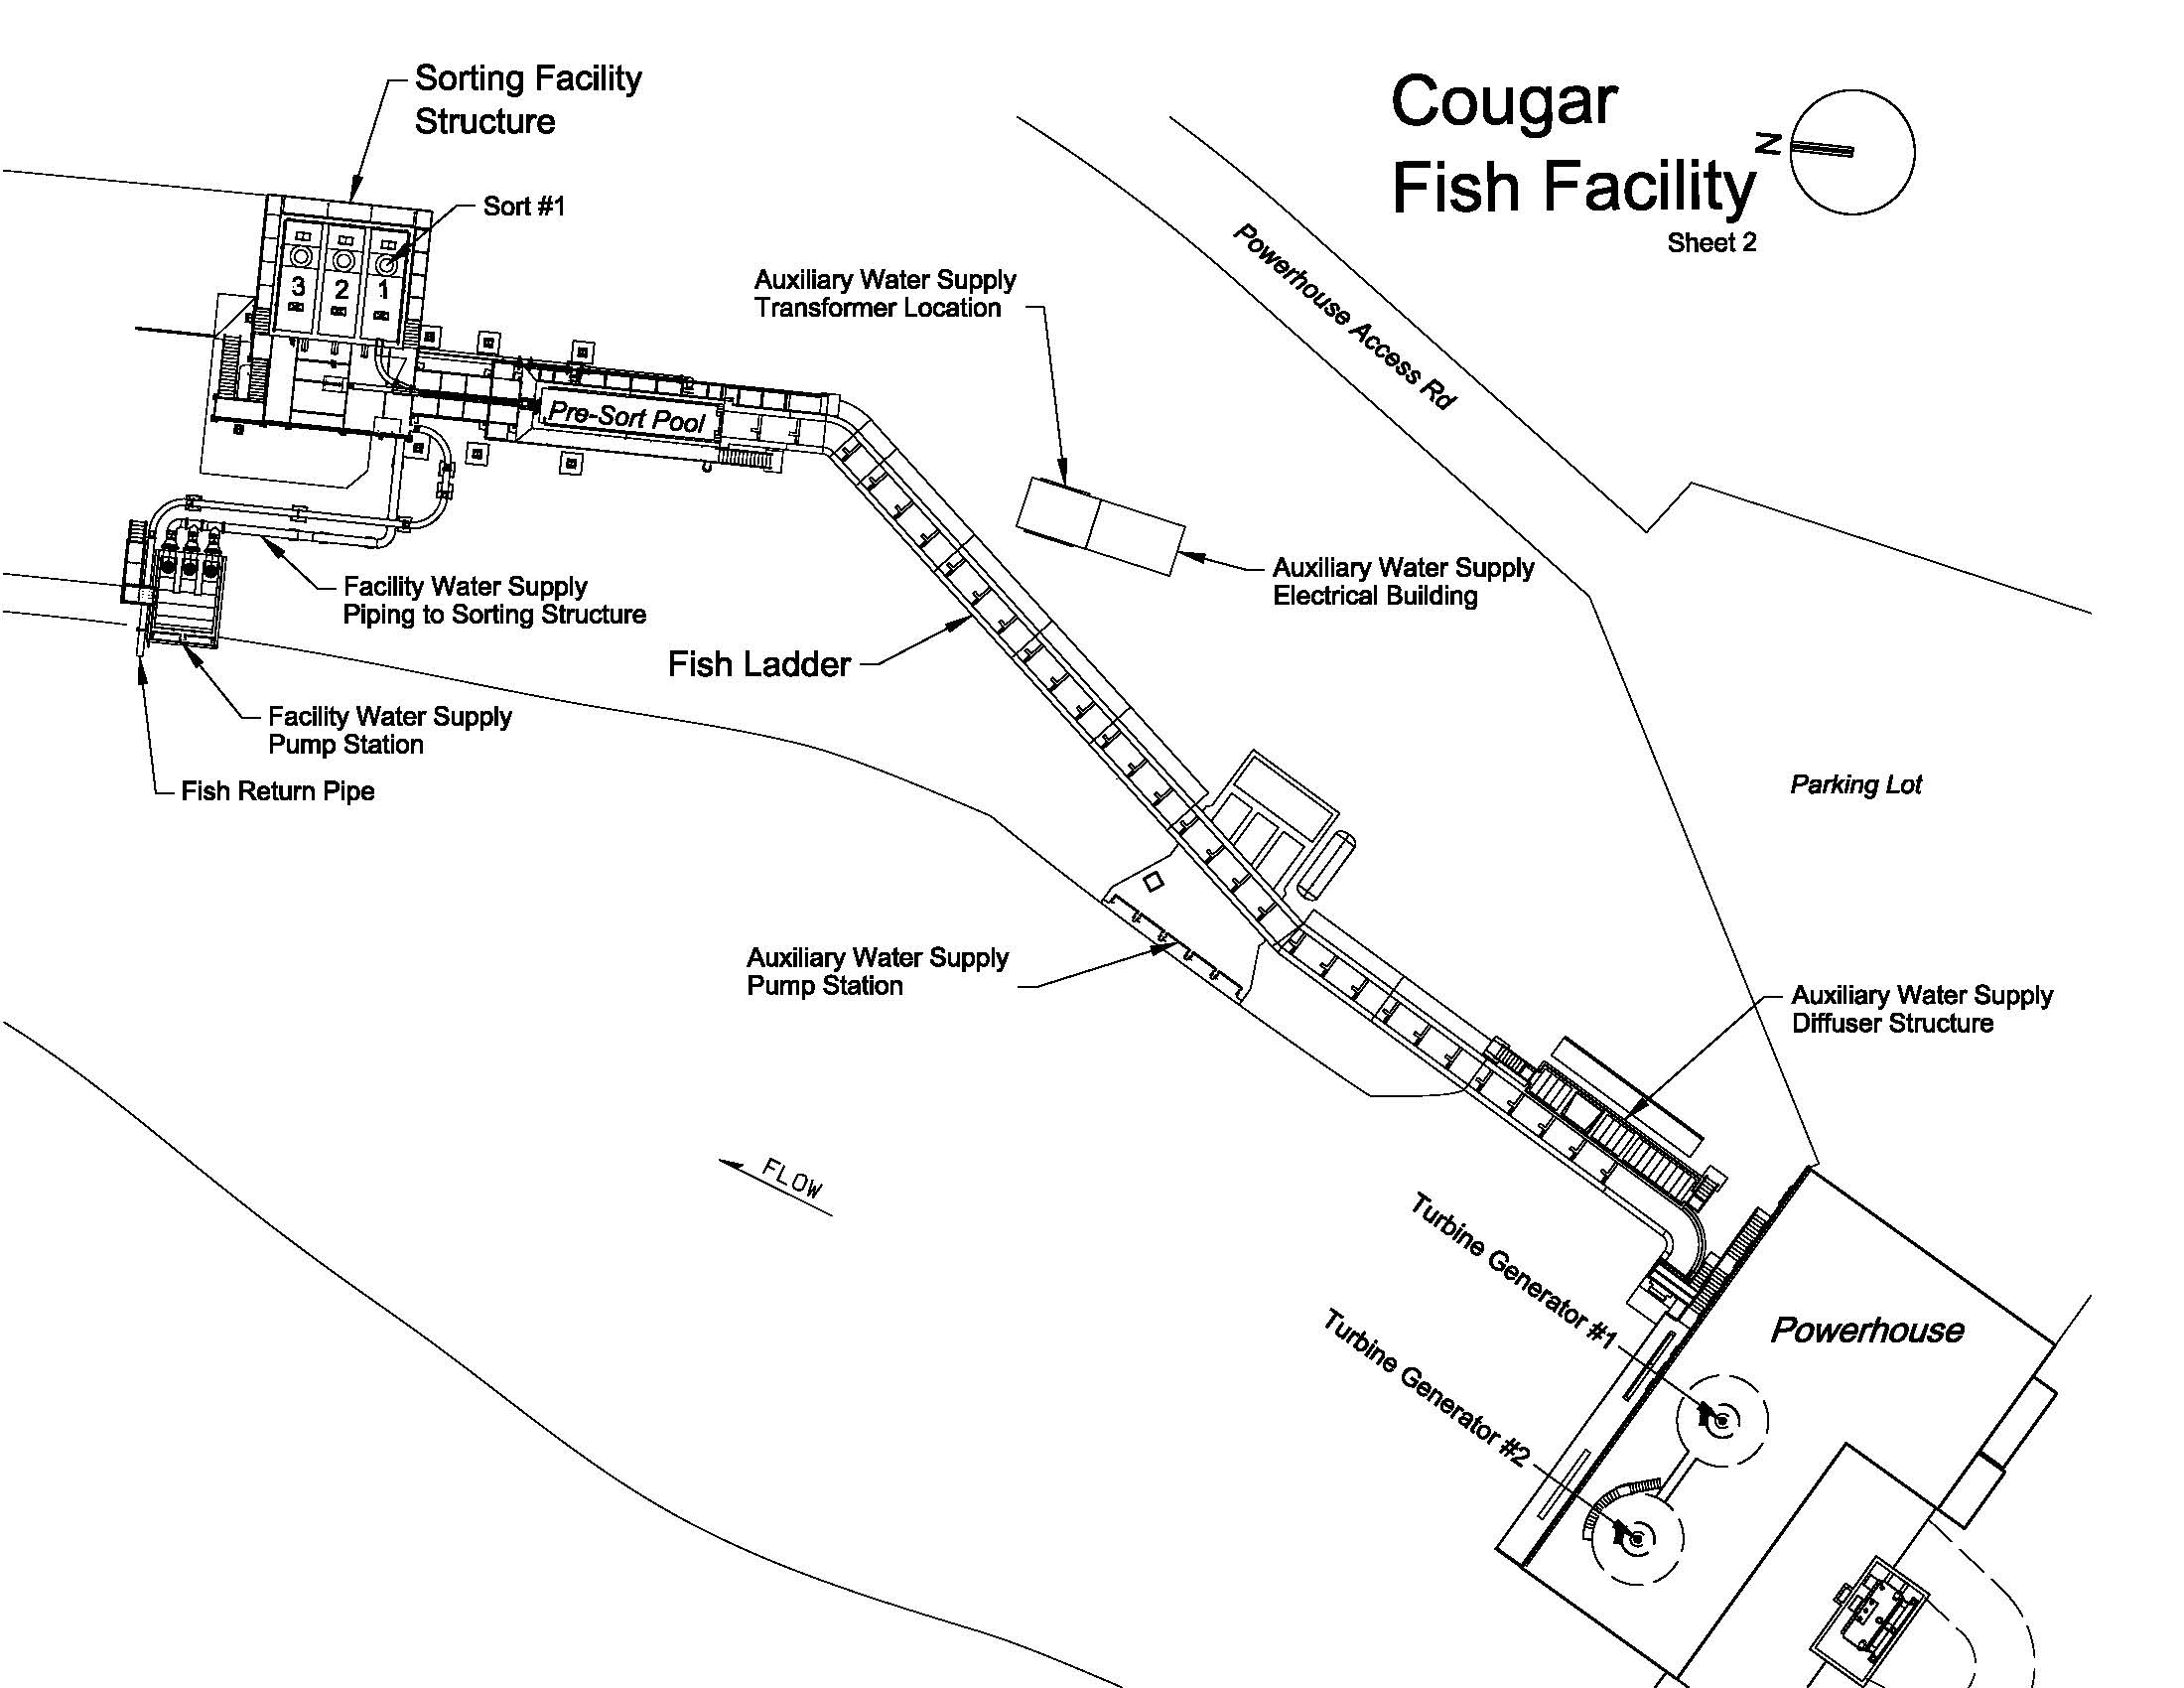 Sorting Facility
Structure
Sort #1
Cougar
Fish Facility
Sheet 2
N
Powerhouse Access Rd
Auxiliary Water Supply
Transformer Location
3 2 1
Pre-Sort Pool
Auxiliary Water Supply
Electrical Building
Facility Water Supply
Piping to Sorting Structure
Fish Ladder
Facility Water Supply
Pump Station
Fish Return Pipe
Parking Lot
Auxiliary Water Supply
Pump Station
Auxiliary Water Supply
Diffuser Structure
FLOW
Turbine Generator #1
Turbine Generator #2
Powerhouse